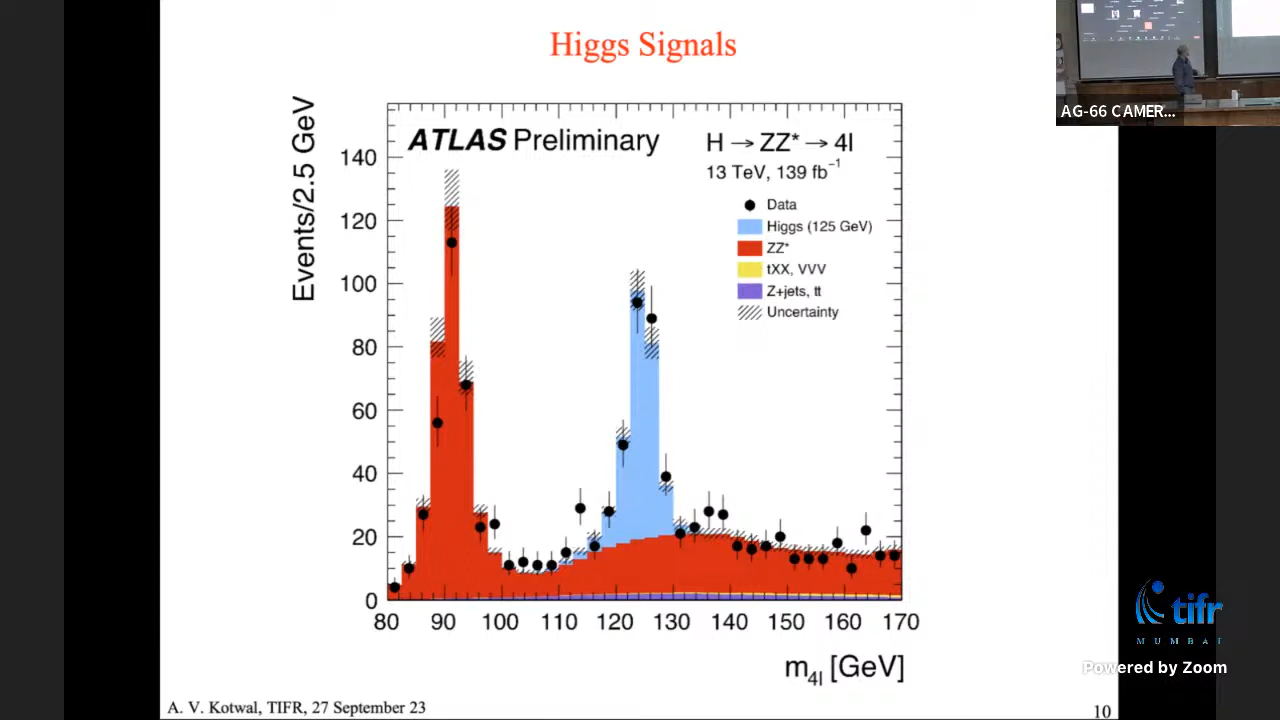 Higgs Signals
AG-66 CAMER...
Events/2.5 GeV
ATLAS Preliminary
H → ZZ* → 4l
13 TeV, 139 fb⁻¹
Data
Higgs (125 GeV)
ZZ*
tXX, VVV
Z+jets, tt
Uncertainty
140
120
100
80
60
40
20
0
80 90 100 110 120 130 140 150 160 170
m4l [GeV]
tifr
MUMBAI
Powered by Zoom
A. V. Kotwal, TIFR, 27 September 23
10